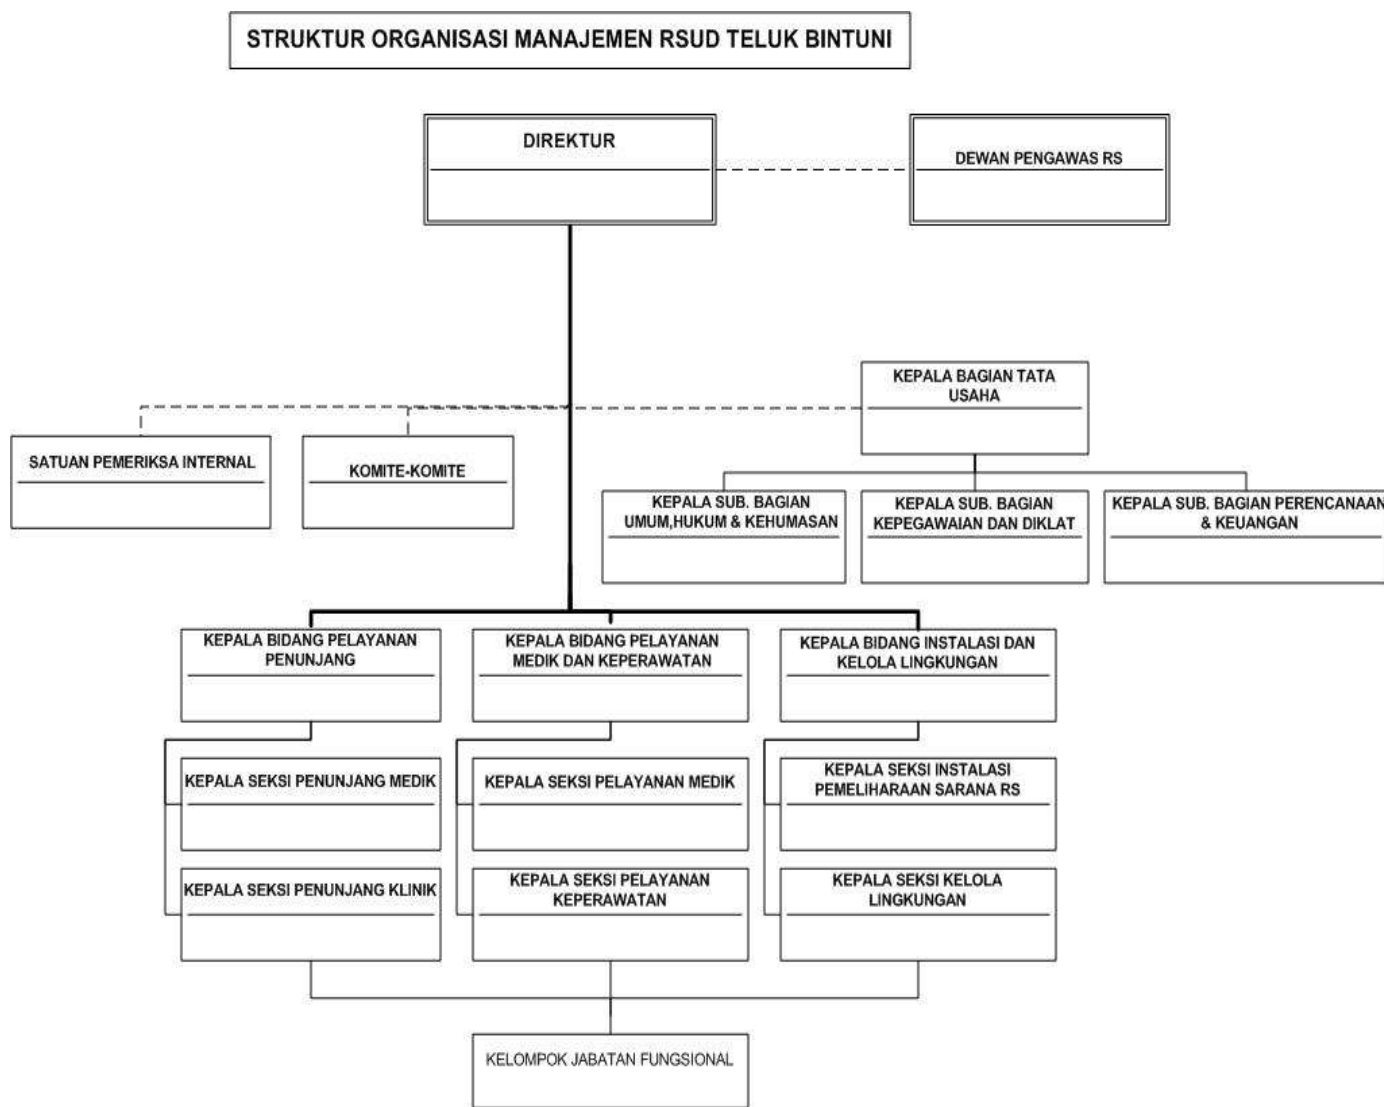 STRUKTUR ORGANISASI MANAJEMEN RSUD TELUK BINTUNI
DIREKTUR
DEWAN PENGAWAS RS
KEPALA BAGIAN TATA
USAHA
SATUAN PEMERIKSA INTERNAL
KOMITE-KOMITE
KEPALA SUB. BAGIAN
UMUM,HUKUM & KEHUMASAN
KEPALA SUB. BAGIAN
KEPEGAWAIAN DAN DIKLAT
KEPALA SUB. BAGIAN PERENCANAAN
& KEUANGAN
KEPALA BIDANG PELAYANAN
PENUNJANG
KEPALA BIDANG PELAYANAN
MEDIK DAN KEPERAWATAN
KEPALA BIDANG INSTALASI DAN
KELOLA LINGKUNGAN
KEPALA SEKSI PENUNJANG MEDIK
KEPALA SEKSI PELAYANAN MEDIK
KEPALA SEKSI INSTALASI
PEMELIHARAAN SARANA RS
KEPALA SEKSI PENUNJANG KLINIK
KEPALA SEKSI PELAYANAN
KEPERAWATAN
KEPALA SEKSI KELOLA
LINGKUNGAN
KELOMPOK JABATAN FUNGSIONAL